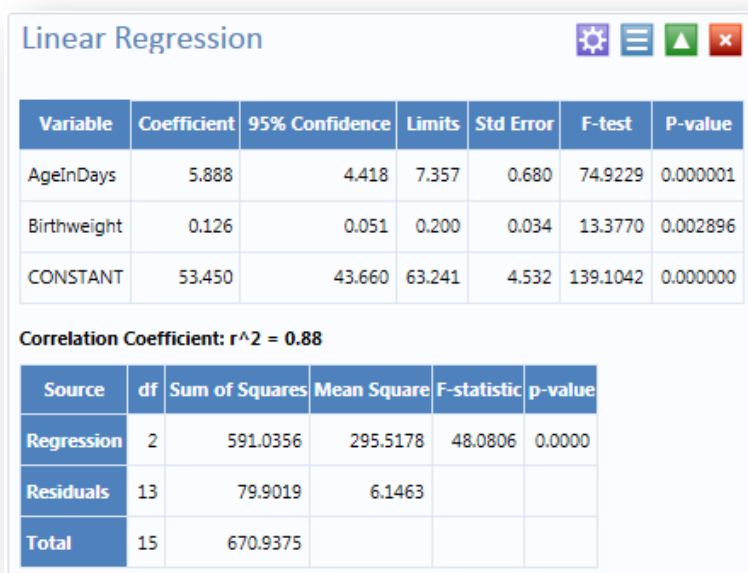 Linear Regression
Variable Coefficient 95% Confidence Limits Std Error F-test P-value
AgeInDays 5.888 4.418 7.357 0.680 74.9229 0.000001
Birthweight 0.126 0.051 0.200 0.034 13.3770 0.002896
CONSTANT 53.450 43.660 63.241 4.532 139.1042 0.000000
Correlation Coefficient: r^2 = 0.88
Source df Sum of Squares Mean Square F-statistic p-value
Regression 2 591.0356 295.5178 48.0806 0.0000
Residuals 13 79.9019 6.1463
Total 15 670.9375